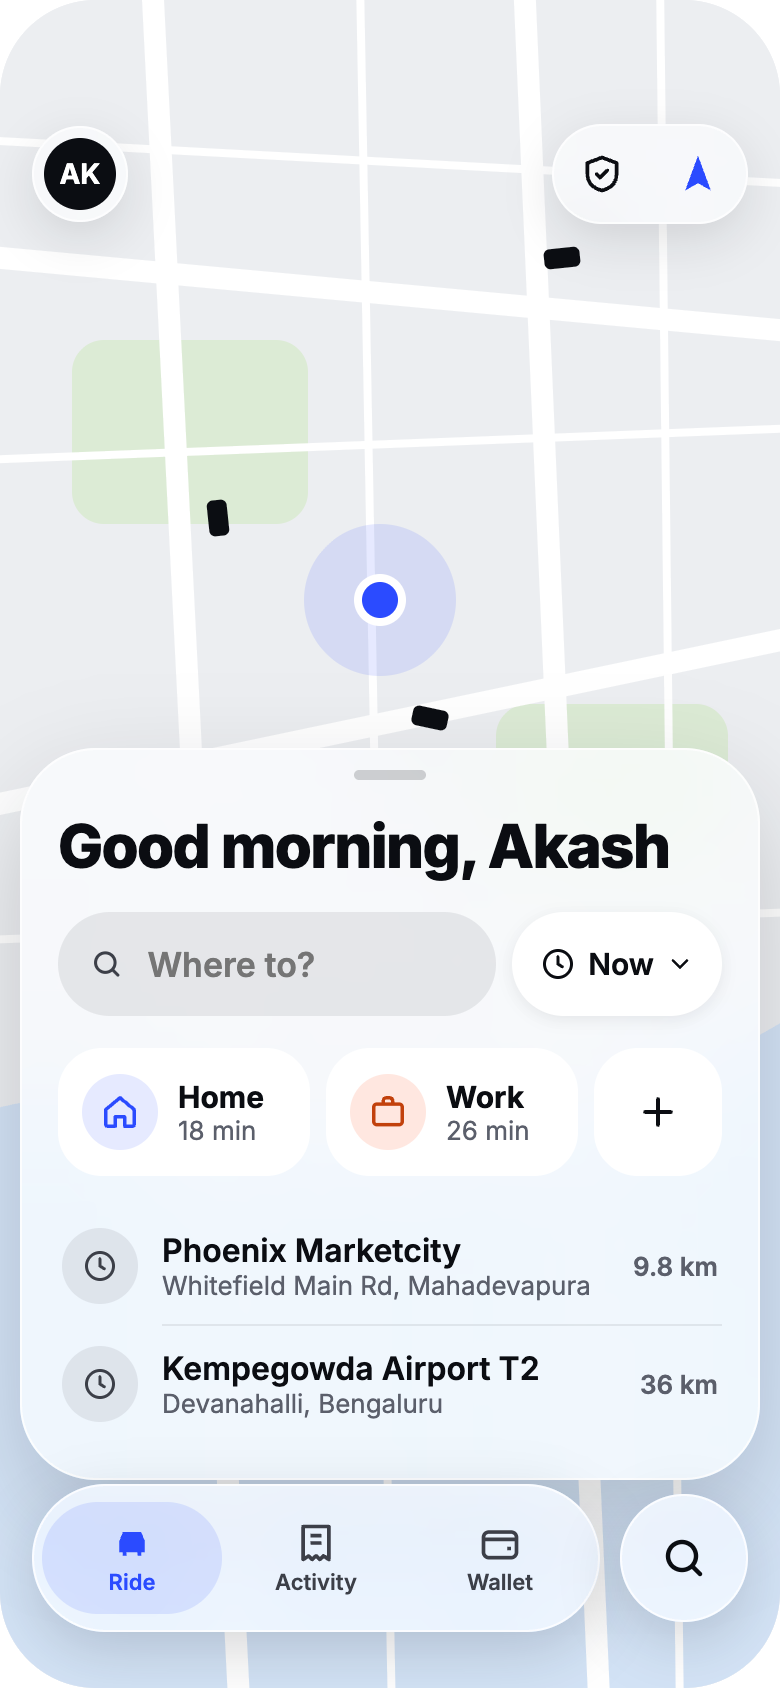 AK
Good morning, Akash
Where to?
Now
Home
18 min
Work
26 min
Phoenix Marketcity
Whitefield Main Rd, Mahadevapura
9.8 km
Kempegowda Airport T2
Devanahalli, Bengaluru
36 km
Ride
Activity
Wallet